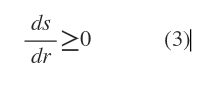 ds/dr ≥0 (3)